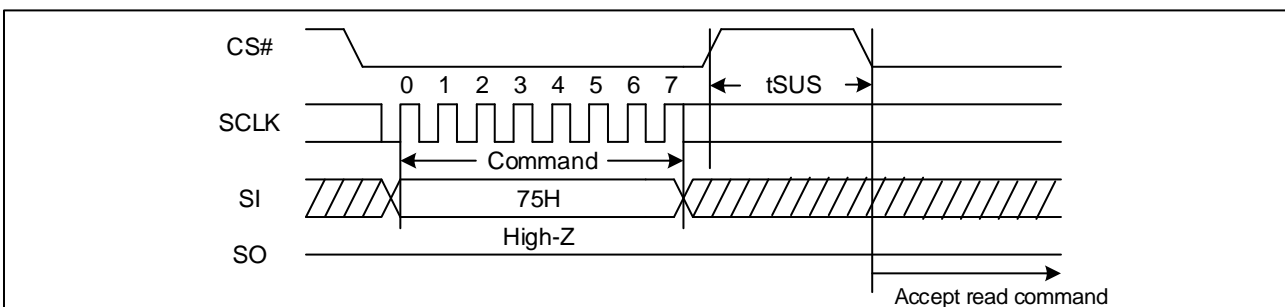 CS#
0 1 2 3 4 5 6 7
tSUS
SCLK
Command
SI
75H
High-Z
SO
Accept read command